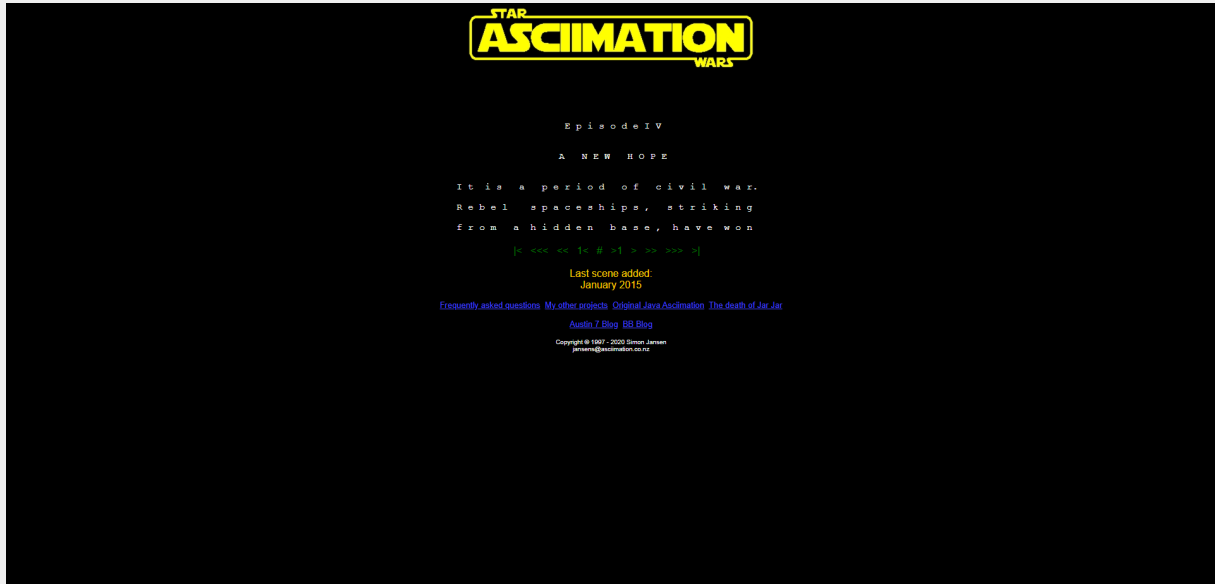 STAR
ASCIIMATION
WARS
E p i s o d e I V
A N E W H O P E
I t i s a p e r i o d o f c i v i l w a r.
R e b e l s p a c e s h i p s , s t r i k i n g
f r o m a h i d d e n b a s e , h a v e w o n
|< <<< << 1< # >1 > >> >>> >|
Last scene added:
January 2015
Frequently asked questions My other projects Original Java Asciimation The death of Jar Jar
Austin 7 Blog BB Blog
Copyright © 1997 - 2020 Simon Jansen
jansens@asciimation.co.nz